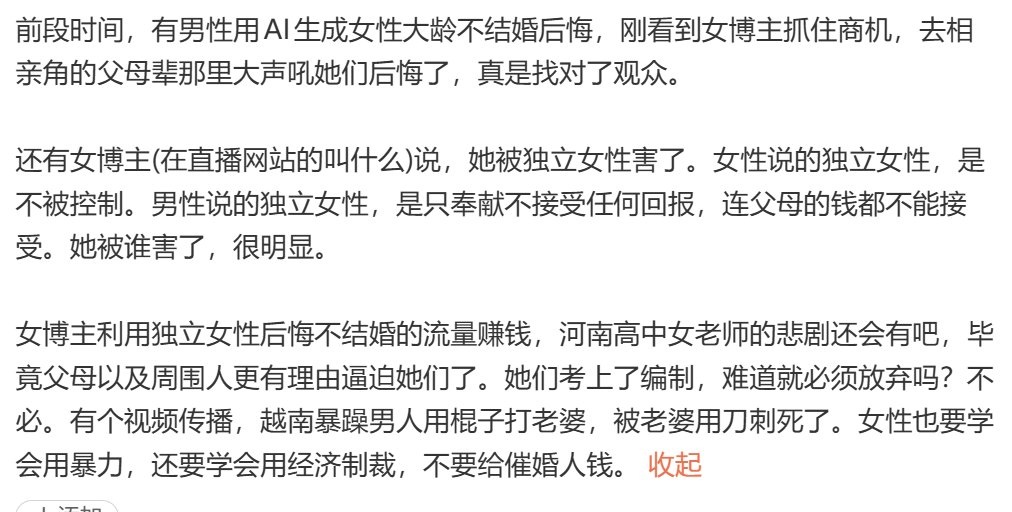 前段时间，有男性用AI生成女性大龄不结婚后悔，刚看到女博主抓住商机，去相
亲角的父母辈那里大声吼她们后悔了，真是找对了观众。
还有女博主(在直播网站的叫什么)说，她被独立女性害了。女性说的独立女性，是
不被控制。男性说的独立女性，是只奉献不接受任何回报，连父母的钱都不能接
受。她被谁害了，很明显。
女博主利用独立女性后悔不结婚的流量赚钱，河南高中女老师的悲剧还会有吧，毕
竟父母以及周围人更有理由逼迫她们了。她们考上了编制，难道就必须放弃吗？不
必。有个视频传播，越南暴躁男人用棍子打老婆，被老婆用刀刺死了。女性也要学
会用暴力，还要学会用经济制裁，不要给催婚人钱。 收起